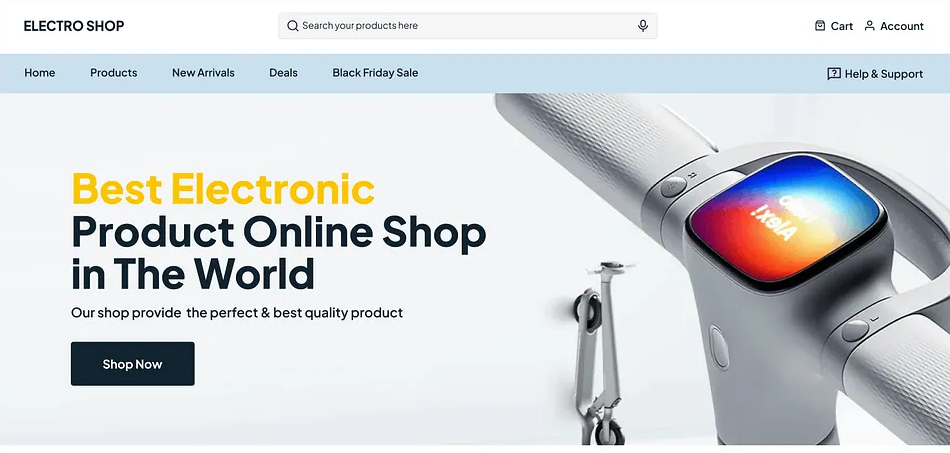 ELECTRO SHOP
Search your products here
Cart
Account
Home
Products
New Arrivals
Deals
Black Friday Sale
Help & Support
Best Electronic
Product Online Shop
in The World
Our shop provide the perfect & best quality product
Shop Now
Alex!